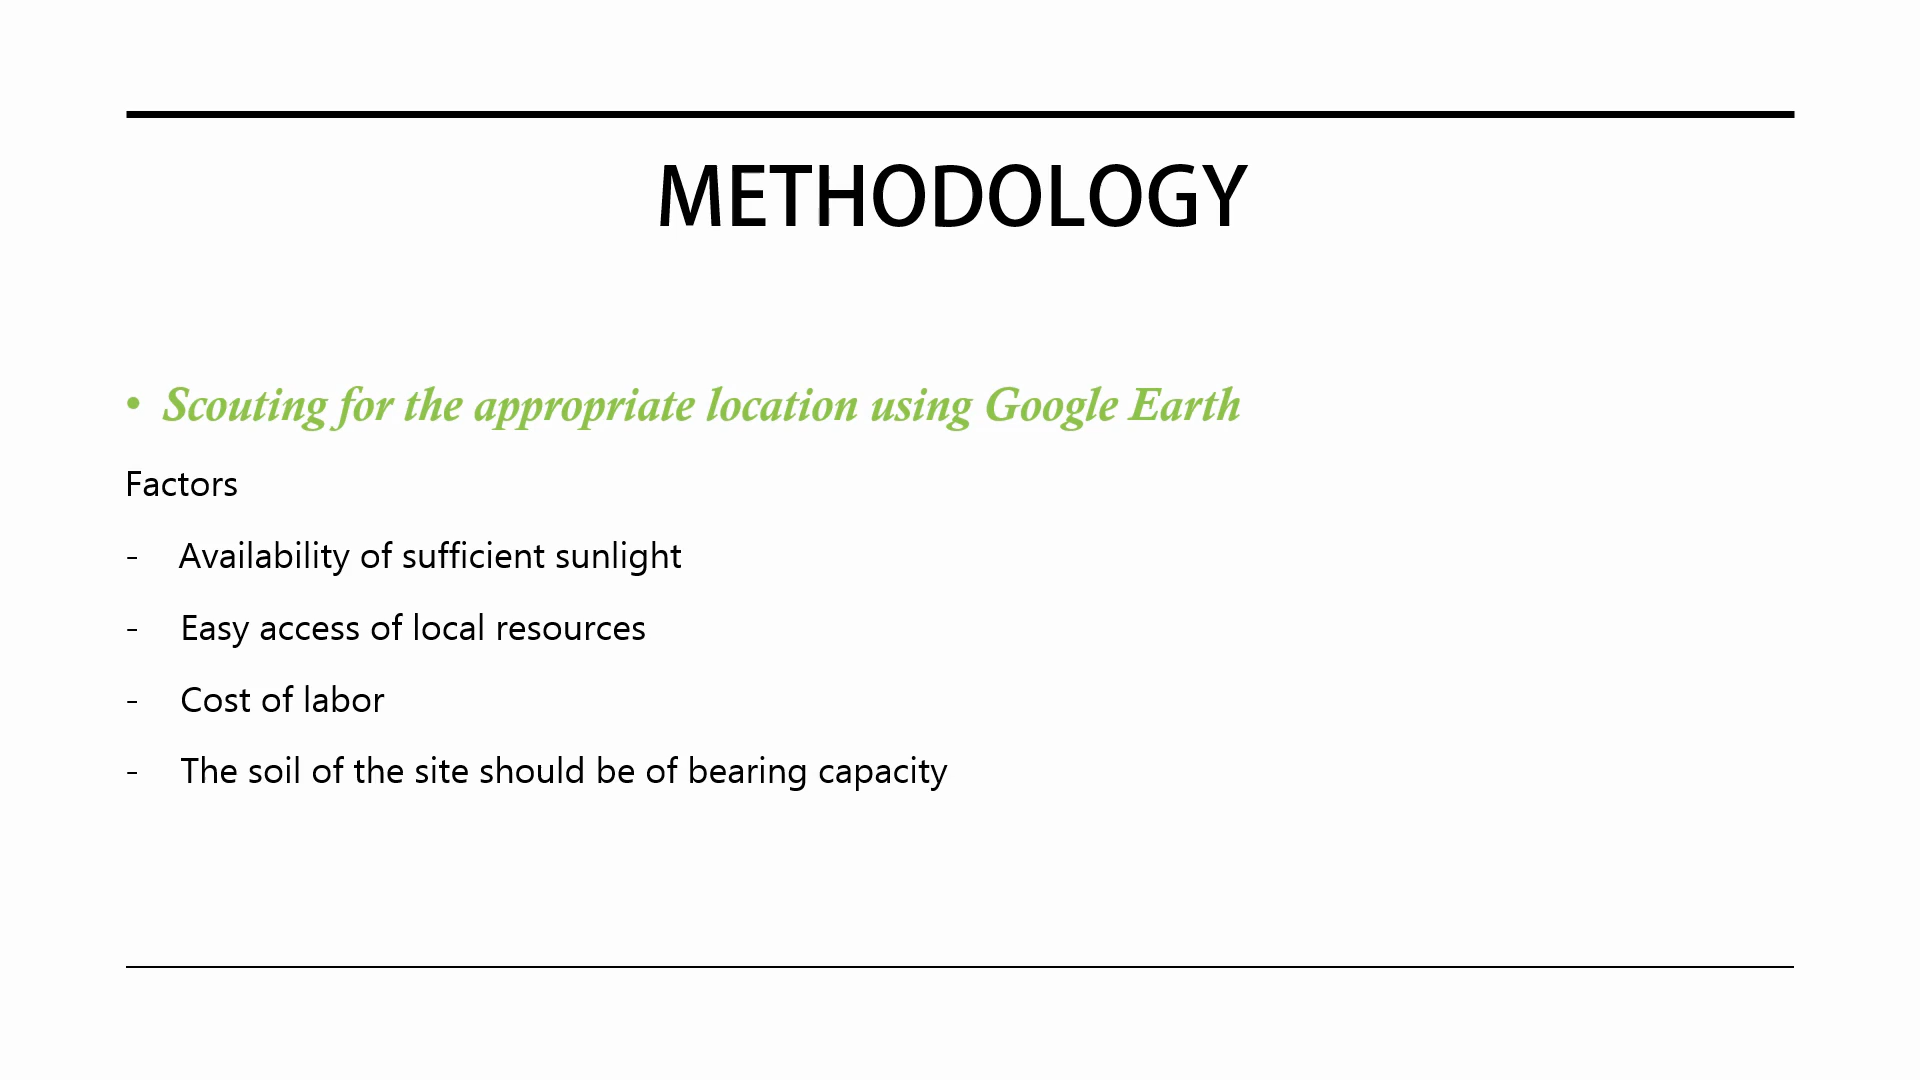 METHODOLOGY
• Scouting for the appropriate location using Google Earth
Factors
- Availability of sufficient sunlight
- Easy access of local resources
- Cost of labor
- The soil of the site should be of bearing capacity